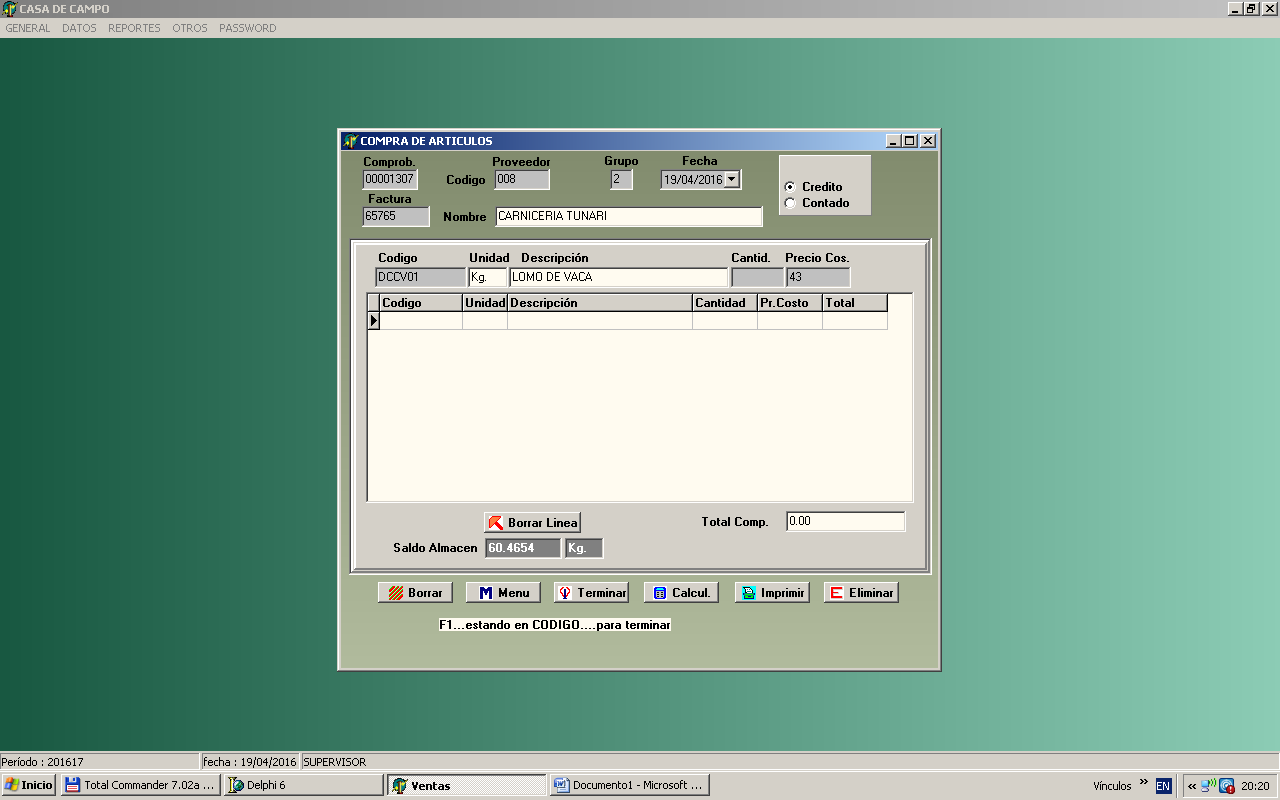 CASA DE CAMPO
GENERAL DATOS REPORTES OTROS PASSWORD
COMPRA DE ARTICULOS
Comprob. Proveedor Grupo Fecha
00001307 Codigo 008 2 19/04/2016
Credito
Contado
Factura
65765 Nombre CARNICERIA TUNARI
Codigo Unidad Descripción Cantid. Precio Cos.
DCCV01 Kg. LOMO DE VACA 43
Codigo Unidad Descripción Cantidad Pr.Costo Total
Borrar Linea Total Comp. 0.00
Saldo Almacen 60.4654 Kg.
Borrar Menu Terminar Calcul. Imprimir Eliminar
F1...estando en CODIGO....para terminar
Período : 201617 fecha : 19/04/2016 SUPERVISOR
Inicio Total Commander 7.02a ... Delphi 6 Ventas Documento1 - Microsoft ... Vínculos » EN « 20:20